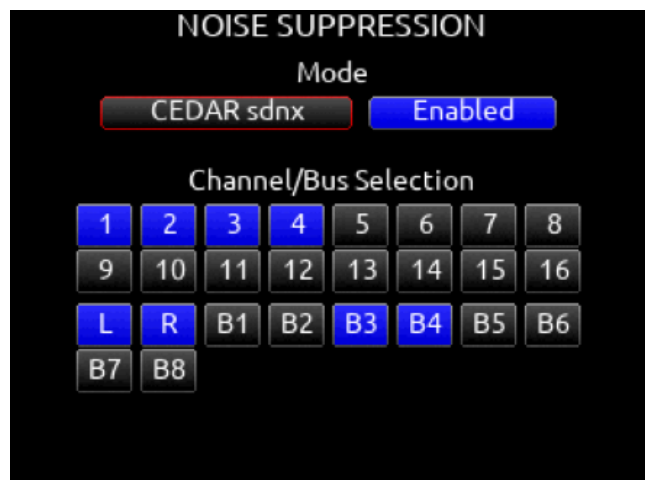 NOISE SUPPRESSION
Mode
CEDAR sdnx Enabled
Channel/Bus Selection
1 2 3 4 5 6 7 8
9 10 11 12 13 14 15 16
L R B1 B2 B3 B4 B5 B6
B7 B8